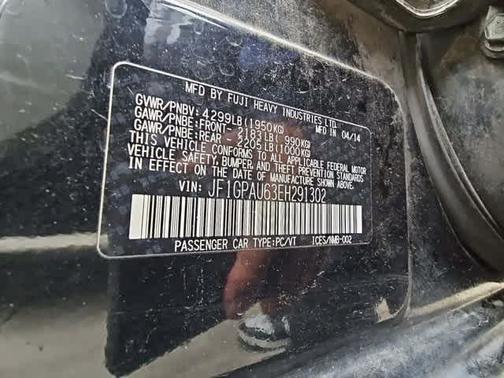 MFD BY FUJI HEAVY INDUSTRIES LTD.
GVWR/PNBV: 4299LB(1950KG) MFD IN 04/14
GAWR/PNBE:FRONT- 2183LB( 990KG)
GAWR/PNBE:REAR - 2205LB(1000KG)
THIS VEHICLE CONFORMS TO ALL APPLICABLE FEDERAL MOTOR
VEHICLE SAFETY, BUMPER AND THEFT PREVENTION STANDARDS
IN EFFECT ON THE DATE OF MANUFACTURE SHOWN ABOVE.
VIN: JF1GPAU63EH291302
PASSENGER CAR TYPE:PC/VT ICES/NMB-002